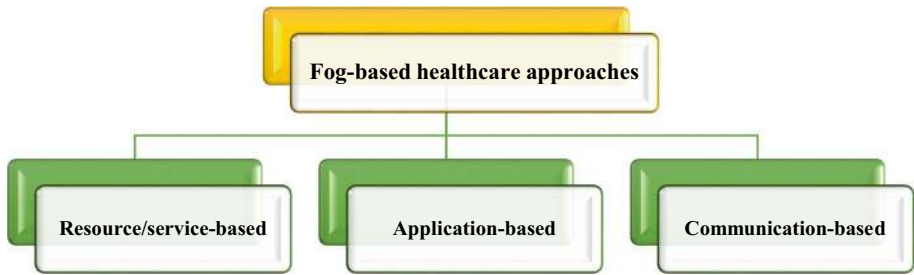 Fog-based healthcare approaches
Resource/service-based
Application-based
Communication-based